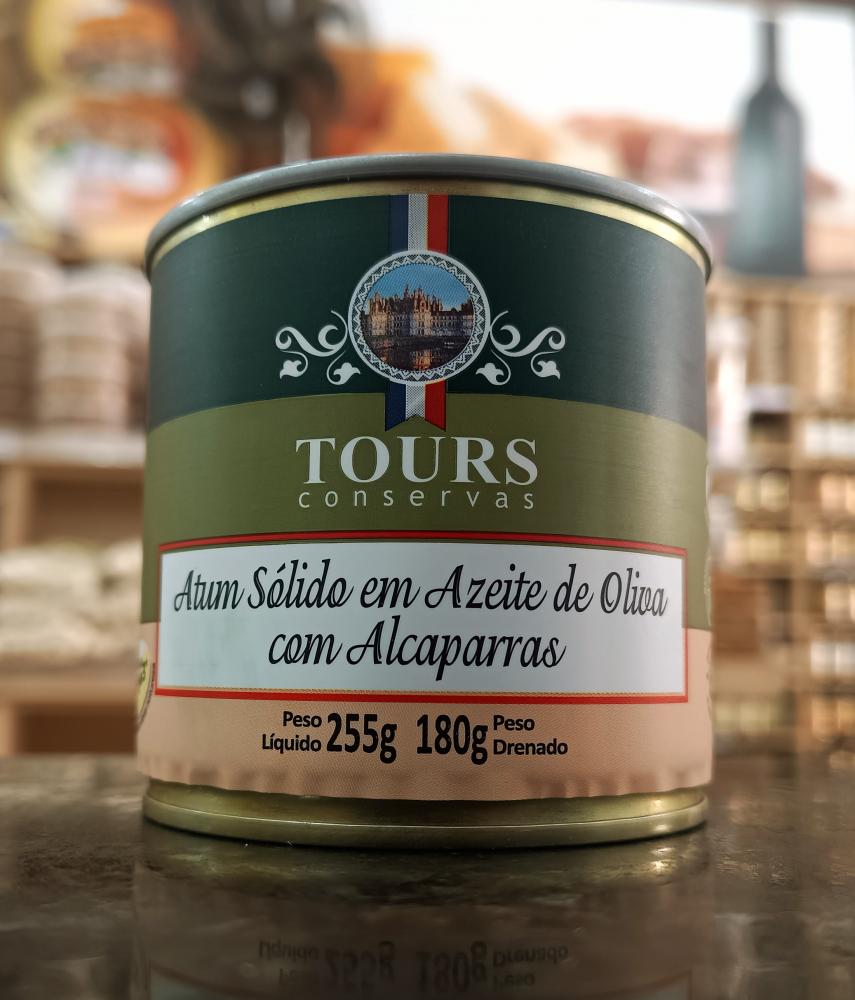 TOURS
conservas
Atum Sólido em Azeite de Oliva
com Alcaparras
Peso
Líquido 255g 180g Peso
Drenado